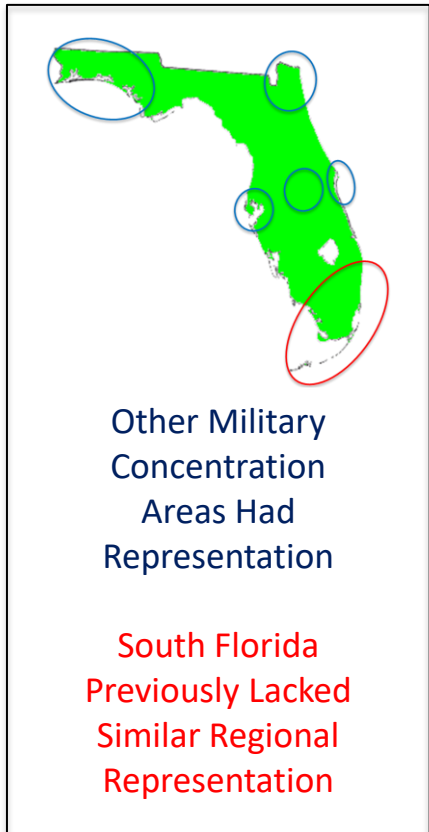 Other Military
Concentration
Areas Had
Representation
South Florida
Previously Lacked
Similar Regional
Representation